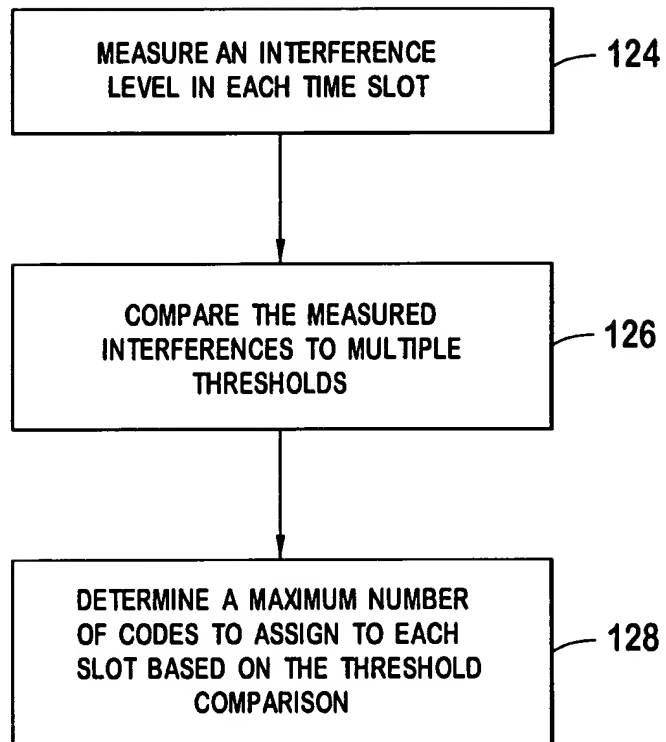 MEASURE AN INTERFERENCE
LEVEL IN EACH TIME SLOT
124
COMPARE THE MEASURED
INTERFERENCES TO MULTIPLE
THRESHOLDS
126
DETERMINE A MAXIMUM NUMBER
OF CODES TO ASSIGN TO EACH
SLOT BASED ON THE THRESHOLD
COMPARISON
128